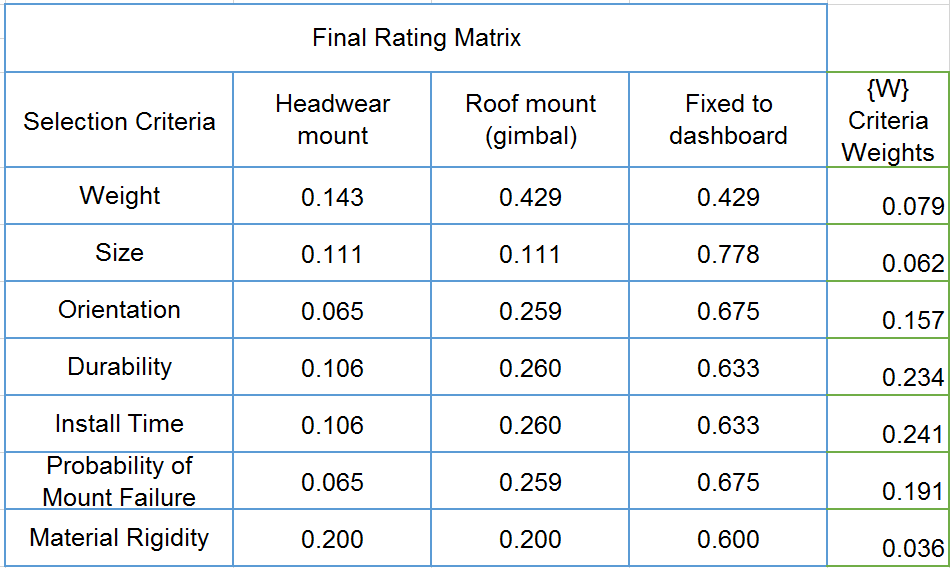 Final Rating Matrix
Selection Criteria Headwear mount Roof mount (gimbal) Fixed to dashboard {W} Criteria Weights
Weight 0.143 0.429 0.429 0.079
Size 0.111 0.111 0.778 0.062
Orientation 0.065 0.259 0.675 0.157
Durability 0.106 0.260 0.633 0.234
Install Time 0.106 0.260 0.633 0.241
Probability of Mount Failure 0.065 0.259 0.675 0.191
Material Rigidity 0.200 0.200 0.600 0.036